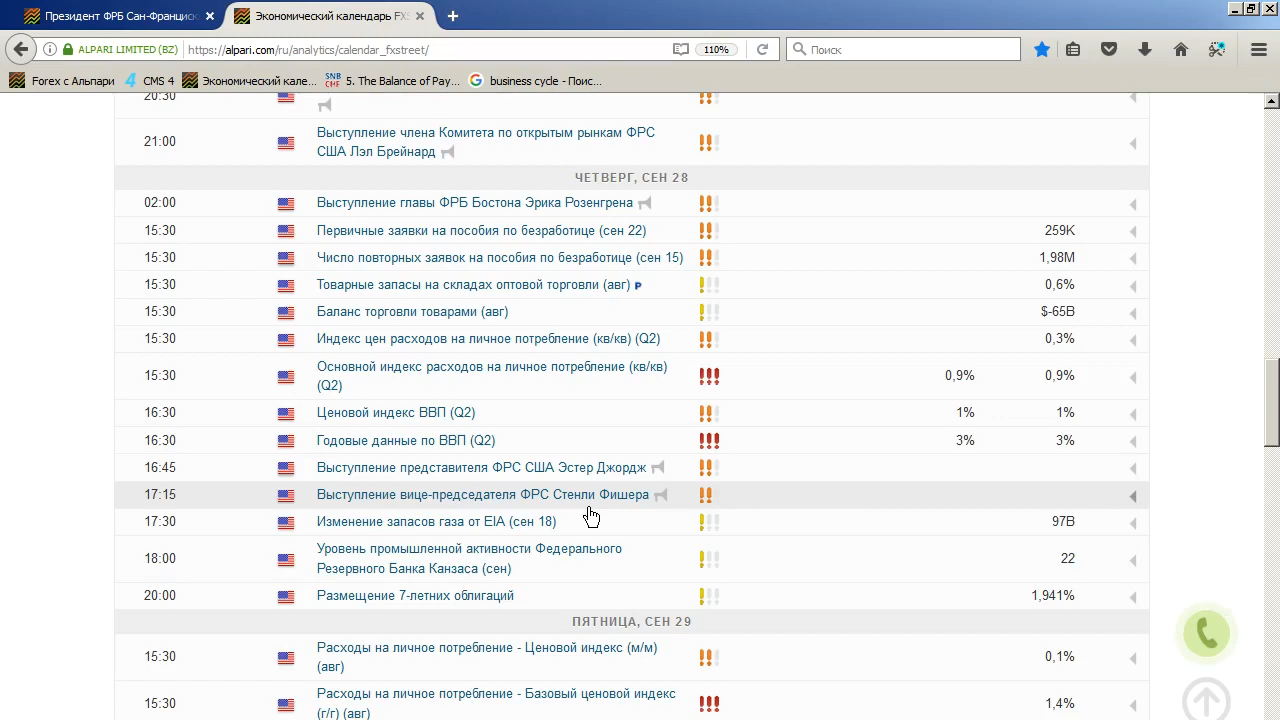 Президент ФРБ Сан-Франциск
Экономический календарь FXS
ALPARI LIMITED (BZ)
https://alpari.com/ru/analytics/calendar_fxstreet/
110%
Поиск
Forex с Альпари
CMS 4
Экономический кале...
SNB CHF
5. The Balance of Pay...
business cycle - Поис...
20:30
21:00
Выступление члена Комитета по открытым рынкам ФРС
США Лэл Брейнард
ЧЕТВЕРГ, СЕН 28
02:00 Выступление главы ФРБ Бостона Эрика Розенгрена
15:30 Первичные заявки на пособия по безработице (сен 22) 259K
15:30 Число повторных заявок на пособия по безработице (сен 15) 1,98M
15:30 Товарные запасы на складах оптовой торговли (авг) P 0,6%
15:30 Баланс торговли товарами (авг) $-65B
15:30 Индекс цен расходов на личное потребление (кв/кв) (Q2) 0,3%
15:30 Основной индекс расходов на личное потребление (кв/кв)
(Q2) 0,9% 0,9%
16:30 Ценовой индекс ВВП (Q2) 1% 1%
16:30 Годовые данные по ВВП (Q2) 3% 3%
16:45 Выступление представителя ФРС США Эстер Джордж
17:15 Выступление вице-председателя ФРС Стенли Фишера
17:30 Изменение запасов газа от EIA (сен 18) 97B
18:00 Уровень промышленной активности Федерального
Резервного Банка Канзаса (сен) 22
20:00 Размещение 7-летних облигаций 1,941%
ПЯТНИЦА, СЕН 29
15:30 Расходы на личное потребление - Ценовой индекс (м/м)
(авг) 0,1%
15:30 Расходы на личное потребление - Базовый ценовой индекс
(г/г) (авг) 1,4%